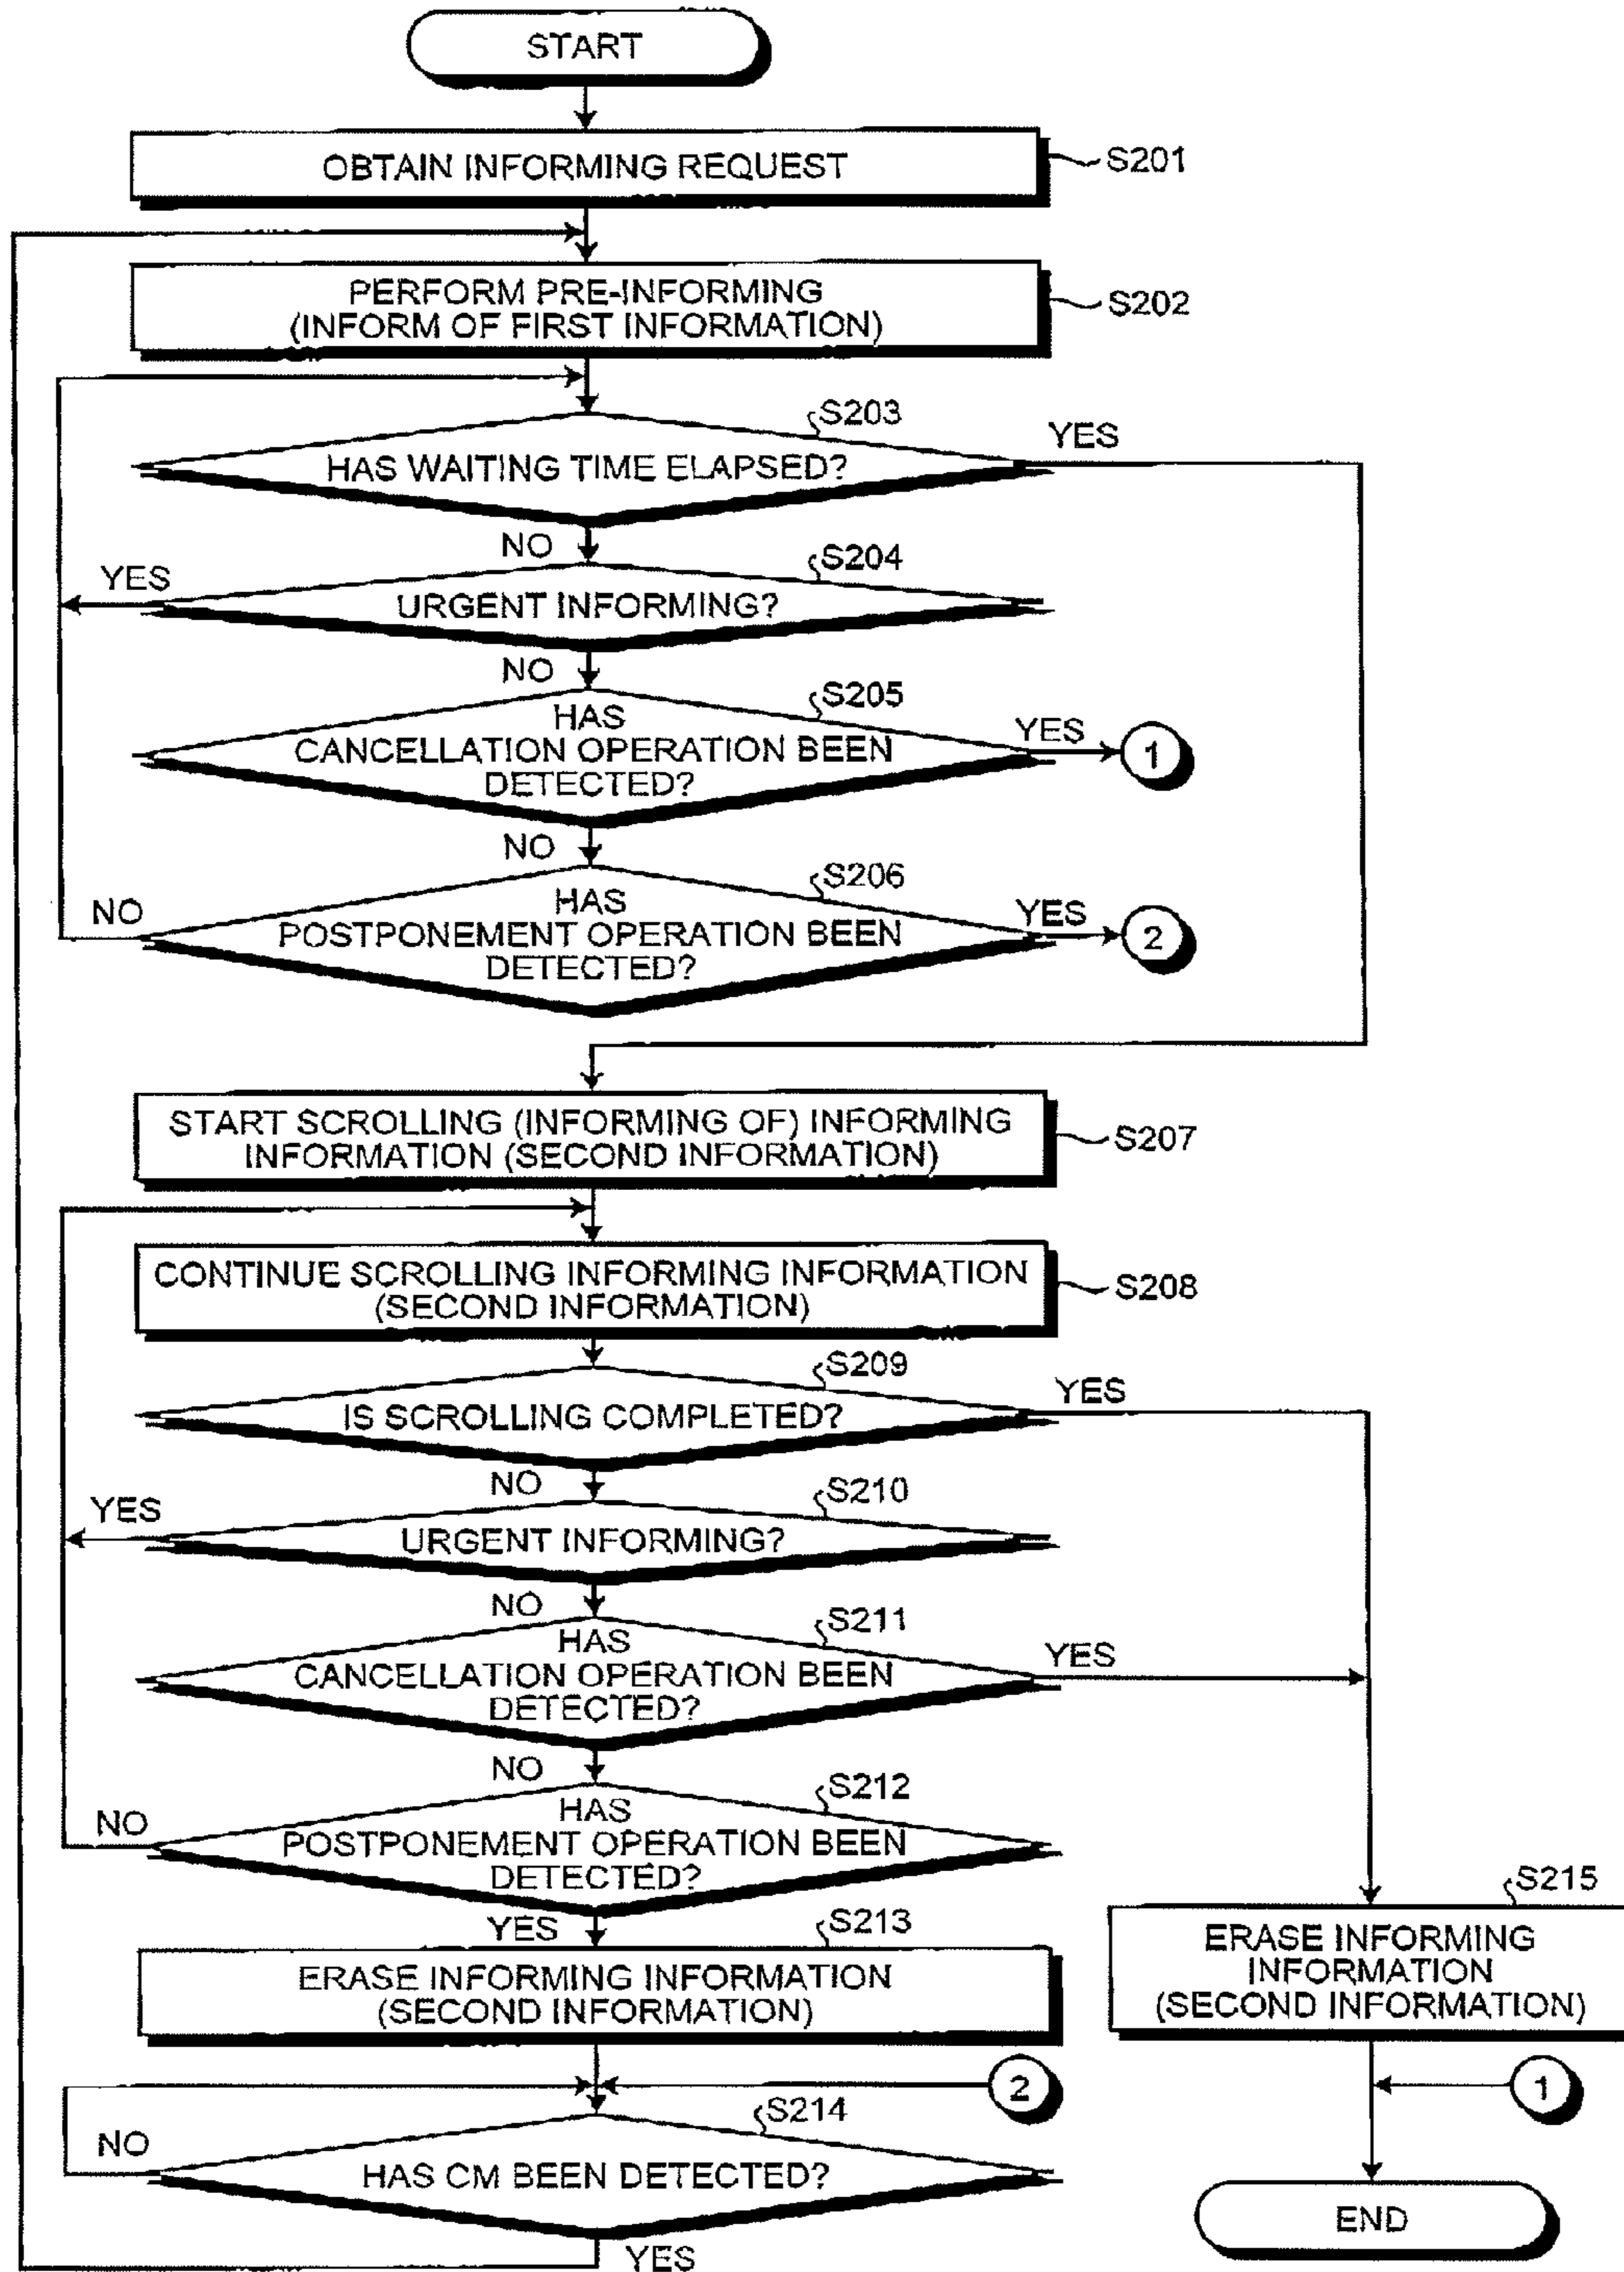 START
OBTAIN INFORMING REQUEST
S201
PERFORM PRE-INFORMING
(INFORM OF FIRST INFORMATION)
S202
S203
HAS WAITING TIME ELAPSED?
YES
NO
S204
URGENT INFORMING?
YES
NO
S205
HAS
CANCELLATION OPERATION BEEN
DETECTED?
YES
1
NO
S206
HAS
POSTPONEMENT OPERATION BEEN
DETECTED?
NO
YES
2
START SCROLLING (INFORMING OF) INFORMING
INFORMATION (SECOND INFORMATION)
S207
CONTINUE SCROLLING INFORMING INFORMATION
(SECOND INFORMATION)
S208
S209
IS SCROLLING COMPLETED?
YES
NO
S210
URGENT INFORMING?
YES
NO
S211
HAS
CANCELLATION OPERATION BEEN
DETECTED?
YES
NO
S212
HAS
POSTPONEMENT OPERATION BEEN
DETECTED?
NO
YES
S213
ERASE INFORMING INFORMATION
(SECOND INFORMATION)
S215
ERASE INFORMING
INFORMATION
(SECOND INFORMATION)
2
1
S214
HAS CM BEEN DETECTED?
NO
YES
END